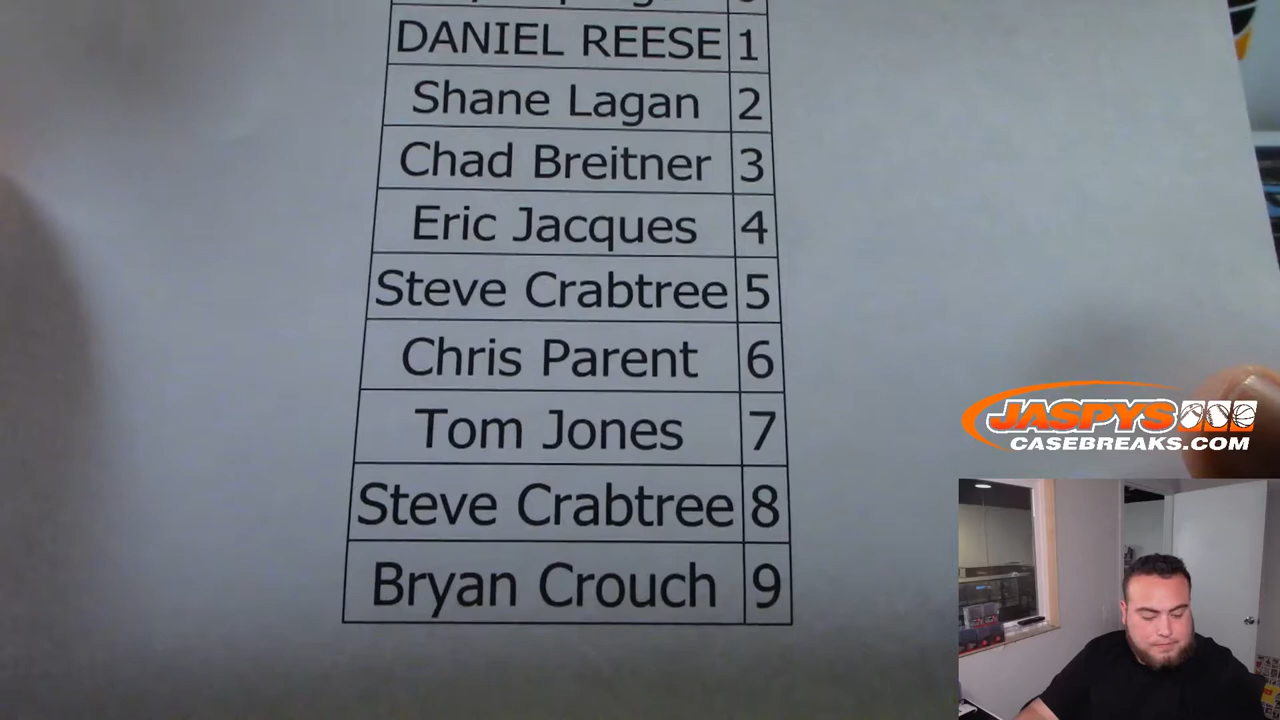 DANIEL REESE 1
Shane Lagan 2
Chad Breitner 3
Eric Jacques 4
Steve Crabtree 5
Chris Parent 6
Tom Jones 7
Steve Crabtree 8
Bryan Crouch 9
JASPYS
CASEBREAKS.COM